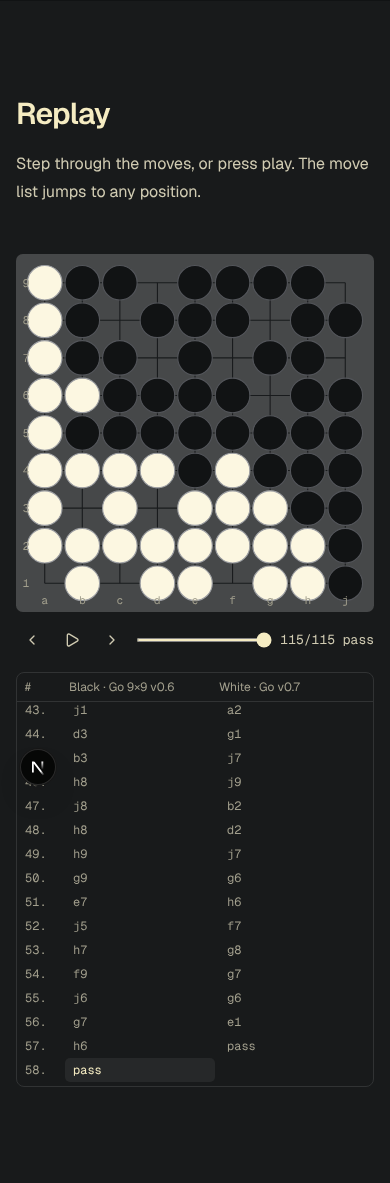 Replay
Step through the moves, or press play. The move
list jumps to any position.
9
8
7
6
5
4
3
2
1
a b c d e f g h j
115/115 pass
# Black · Go 9×9 v0.6 White · Go v0.7
43. j1 a2
44. d3 g1
b3 j7
h8 j9
47. j8 b2
48. h8 d2
49. h9 j7
50. g9 g6
51. e7 h6
52. j5 f7
53. h7 g8
54. f9 g7
55. j6 g6
56. g7 e1
57. h6 pass
58. pass
N